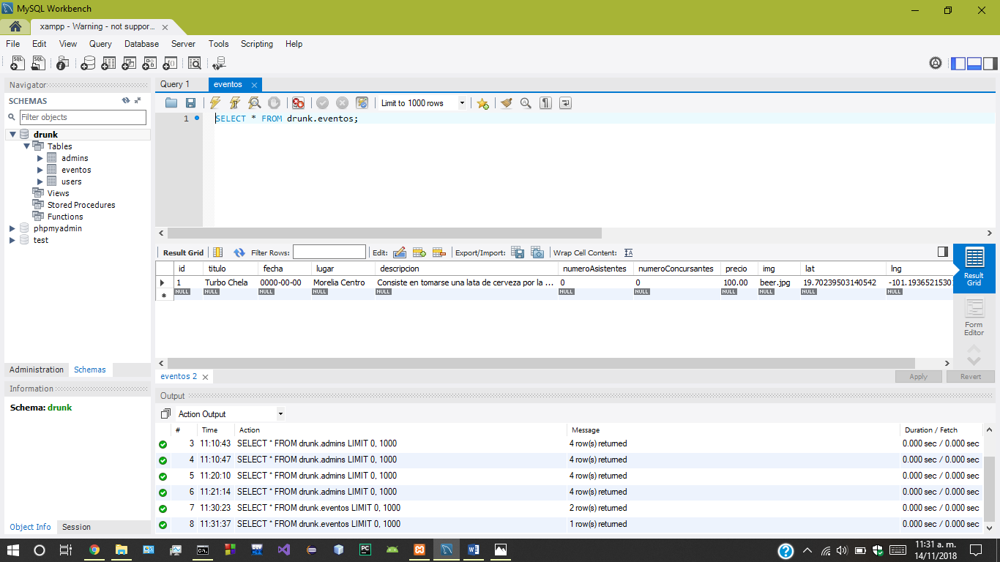 MySQL Workbench
xampp - Warning - not suppor...
File Edit View Query Database Server Tools Scripting Help
Navigator
SCHEMAS
Filter objects
drunk
Tables
admins
eventos
users
Views
Stored Procedures
Functions
phpmyadmin
test
Administration Schemas
Information
Schema: drunk
Object Info Session
Query 1 eventos
Limit to 1000 rows
1 SELECT * FROM drunk.eventos;
Result Grid Filter Rows: Edit: Export/Import: Wrap Cell Content:
id titulo fecha lugar descripcion numeroAsistentes numeroConcursantes precio img lat lng
1 Turbo Chela 0000-00-00 Morelia Centro Consiste en tomarse una lata de cerveza por la ... 0 0 100.00 beer.jpg 19.70239503140542 -101.1936521530
NULL NULL NULL NULL NULL NULL NULL NULL NULL NULL NULL
Result Grid
Form Editor
eventos 2
Apply Revert
Output
Action Output
# Time Action Message Duration / Fetch
3 11:10:43 SELECT * FROM drunk.admins LIMIT 0, 1000 4 row(s) returned 0.000 sec / 0.000 sec
4 11:10:47 SELECT * FROM drunk.admins LIMIT 0, 1000 4 row(s) returned 0.000 sec / 0.000 sec
5 11:20:10 SELECT * FROM drunk.admins LIMIT 0, 1000 4 row(s) returned 0.000 sec / 0.000 sec
6 11:21:14 SELECT * FROM drunk.admins LIMIT 0, 1000 4 row(s) returned 0.000 sec / 0.000 sec
7 11:30:23 SELECT * FROM drunk.eventos LIMIT 0, 1000 2 row(s) returned 0.000 sec / 0.000 sec
8 11:31:37 SELECT * FROM drunk.eventos LIMIT 0, 1000 1 row(s) returned 0.000 sec / 0.000 sec
11:31 a. m.
14/11/2018